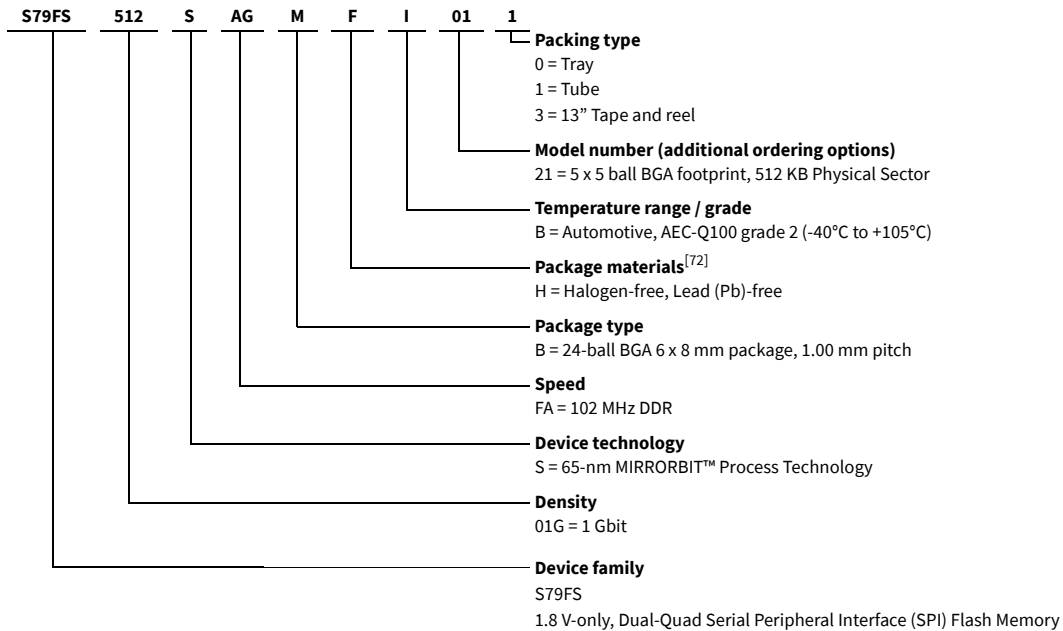 S79FS 512 S AG M F I 01 1
Packing type
0 = Tray
1 = Tube
3 = 13” Tape and reel
Model number (additional ordering options)
21 = 5 x 5 ball BGA footprint, 512 KB Physical Sector
Temperature range / grade
B = Automotive, AEC-Q100 grade 2 (-40°C to +105°C)
Package materials[72]
H = Halogen-free, Lead (Pb)-free
Package type
B = 24-ball BGA 6 x 8 mm package, 1.00 mm pitch
Speed
FA = 102 MHz DDR
Device technology
S = 65-nm MIRRORBIT™ Process Technology
Density
01G = 1 Gbit
Device family
S79FS
1.8 V-only, Dual-Quad Serial Peripheral Interface (SPI) Flash Memory